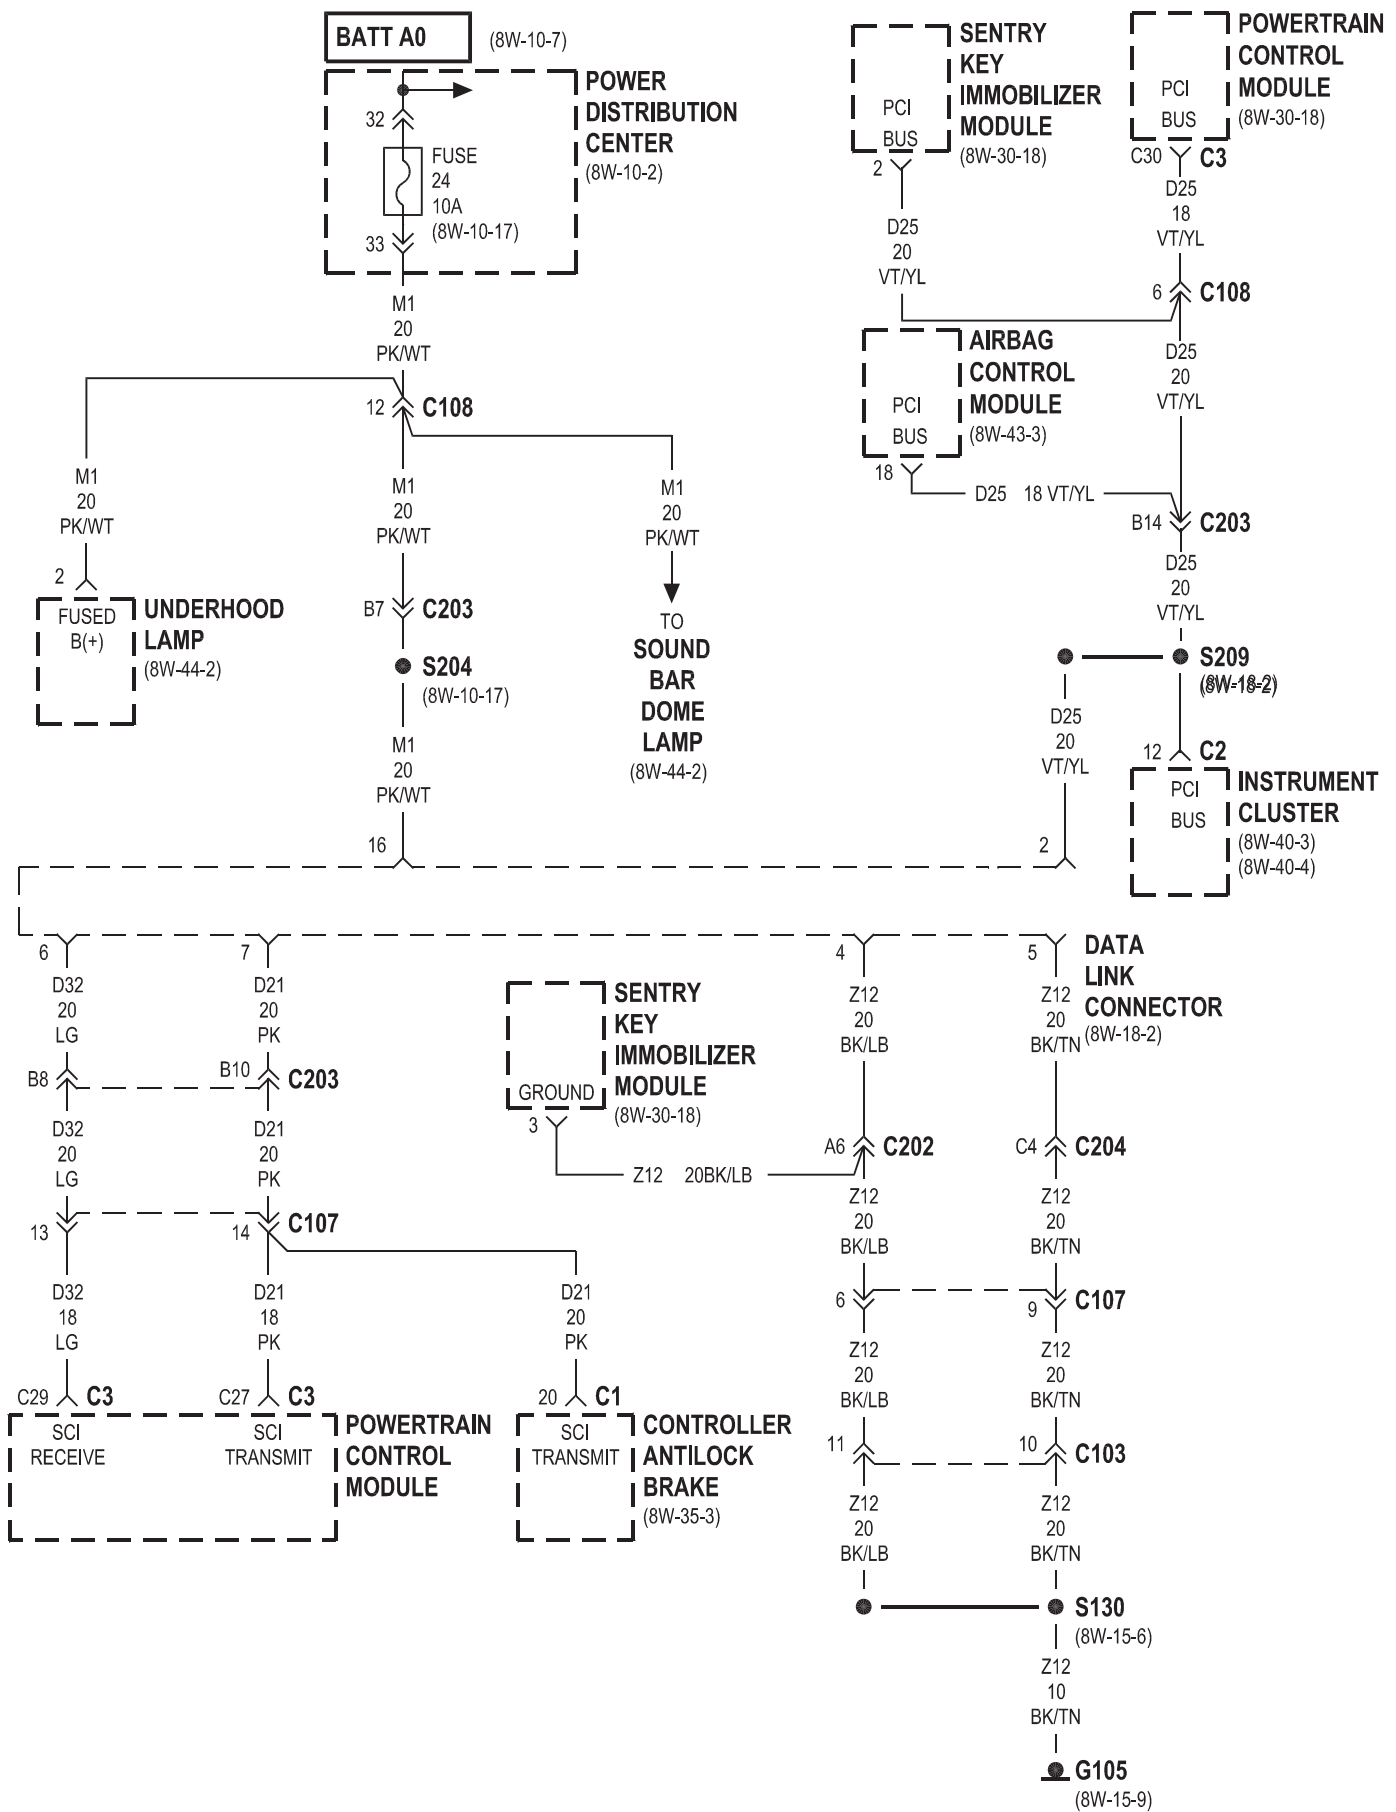 BATT A0
(8W-10-7)
POWER
DISTRIBUTION
CENTER
(8W-10-2)
32
FUSE
24
10A
(8W-10-17)
33
M1
20
PK/WT
12
C108
M1
20
PK/WT
M1
20
PK/WT
M1
20
PK/WT
2
FUSED
B(+)
UNDERHOOD
LAMP
(8W-44-2)
B7
C203
S204
(8W-10-17)
TO
SOUND
BAR
DOME
LAMP
(8W-44-2)
M1
20
PK/WT
16
PCI
BUS
SENTRY
KEY
IMMOBILIZER
MODULE
(8W-30-18)
2
D25
20
VT/YL
PCI
BUS
POWERTRAIN
CONTROL
MODULE
(8W-30-18)
C30
C3
D25
18
VT/YL
6
C108
PCI
BUS
AIRBAG
CONTROL
MODULE
(8W-43-3)
18
D25 18 VT/YL
D25
20
VT/YL
B14
C203
D25
20
VT/YL
S209
(8W-18-2)
D25
20
VT/YL
2
12
C2
PCI
BUS
INSTRUMENT
CLUSTER
(8W-40-3)
(8W-40-4)
6
7
4
5
DATA
LINK
CONNECTOR
(8W-18-2)
D32
20
LG
D21
20
PK
B8
B10
C203
D32
20
LG
D21
20
PK
13
14
C107
D32
18
LG
D21
18
PK
D21
20
PK
C29
C3
C27
C3
20
C1
SCI
RECEIVE
SCI
TRANSMIT
POWERTRAIN
CONTROL
MODULE
SCI
TRANSMIT
CONTROLLER
ANTILOCK
BRAKE
(8W-35-3)
SENTRY
KEY
IMMOBILIZER
MODULE
(8W-30-18)
GROUND
3
Z12 20BK/LB
Z12
20
BK/LB
Z12
20
BK/TN
A6
C202
C4
C204
Z12
20
BK/LB
Z12
20
BK/TN
6
9
C107
Z12
20
BK/LB
Z12
20
BK/TN
11
10
C103
Z12
20
BK/LB
Z12
20
BK/TN
S130
(8W-15-6)
Z12
10
BK/TN
G105
(8W-15-9)